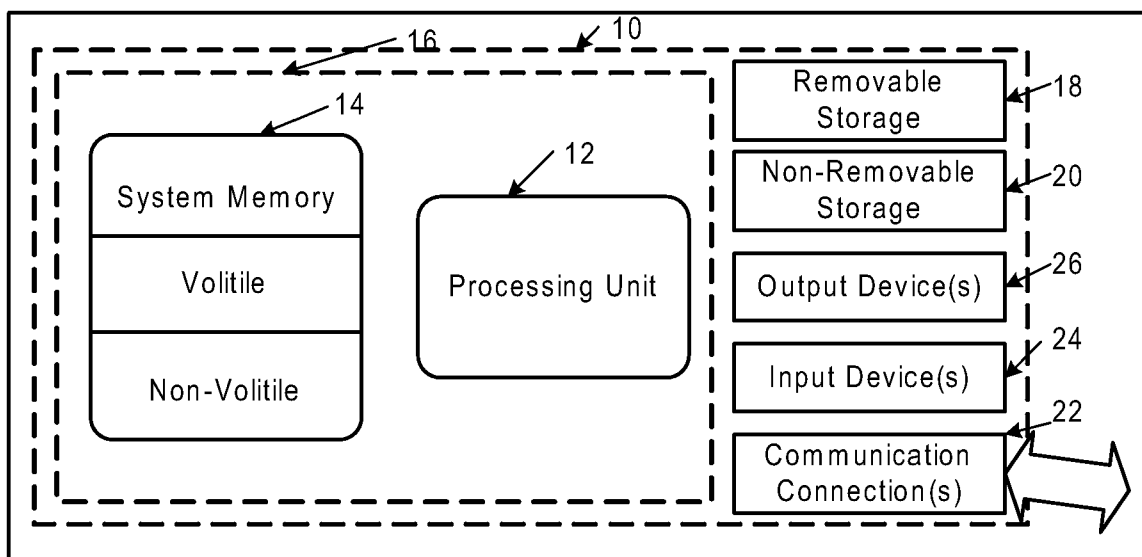 16
10
14
System Memory
Volitile
Non-Volitile
12
Processing Unit
Removable
Storage
18
Non-Removable
Storage
20
Output Device(s)
26
Input Device(s)
24
Communication
Connection(s)
22